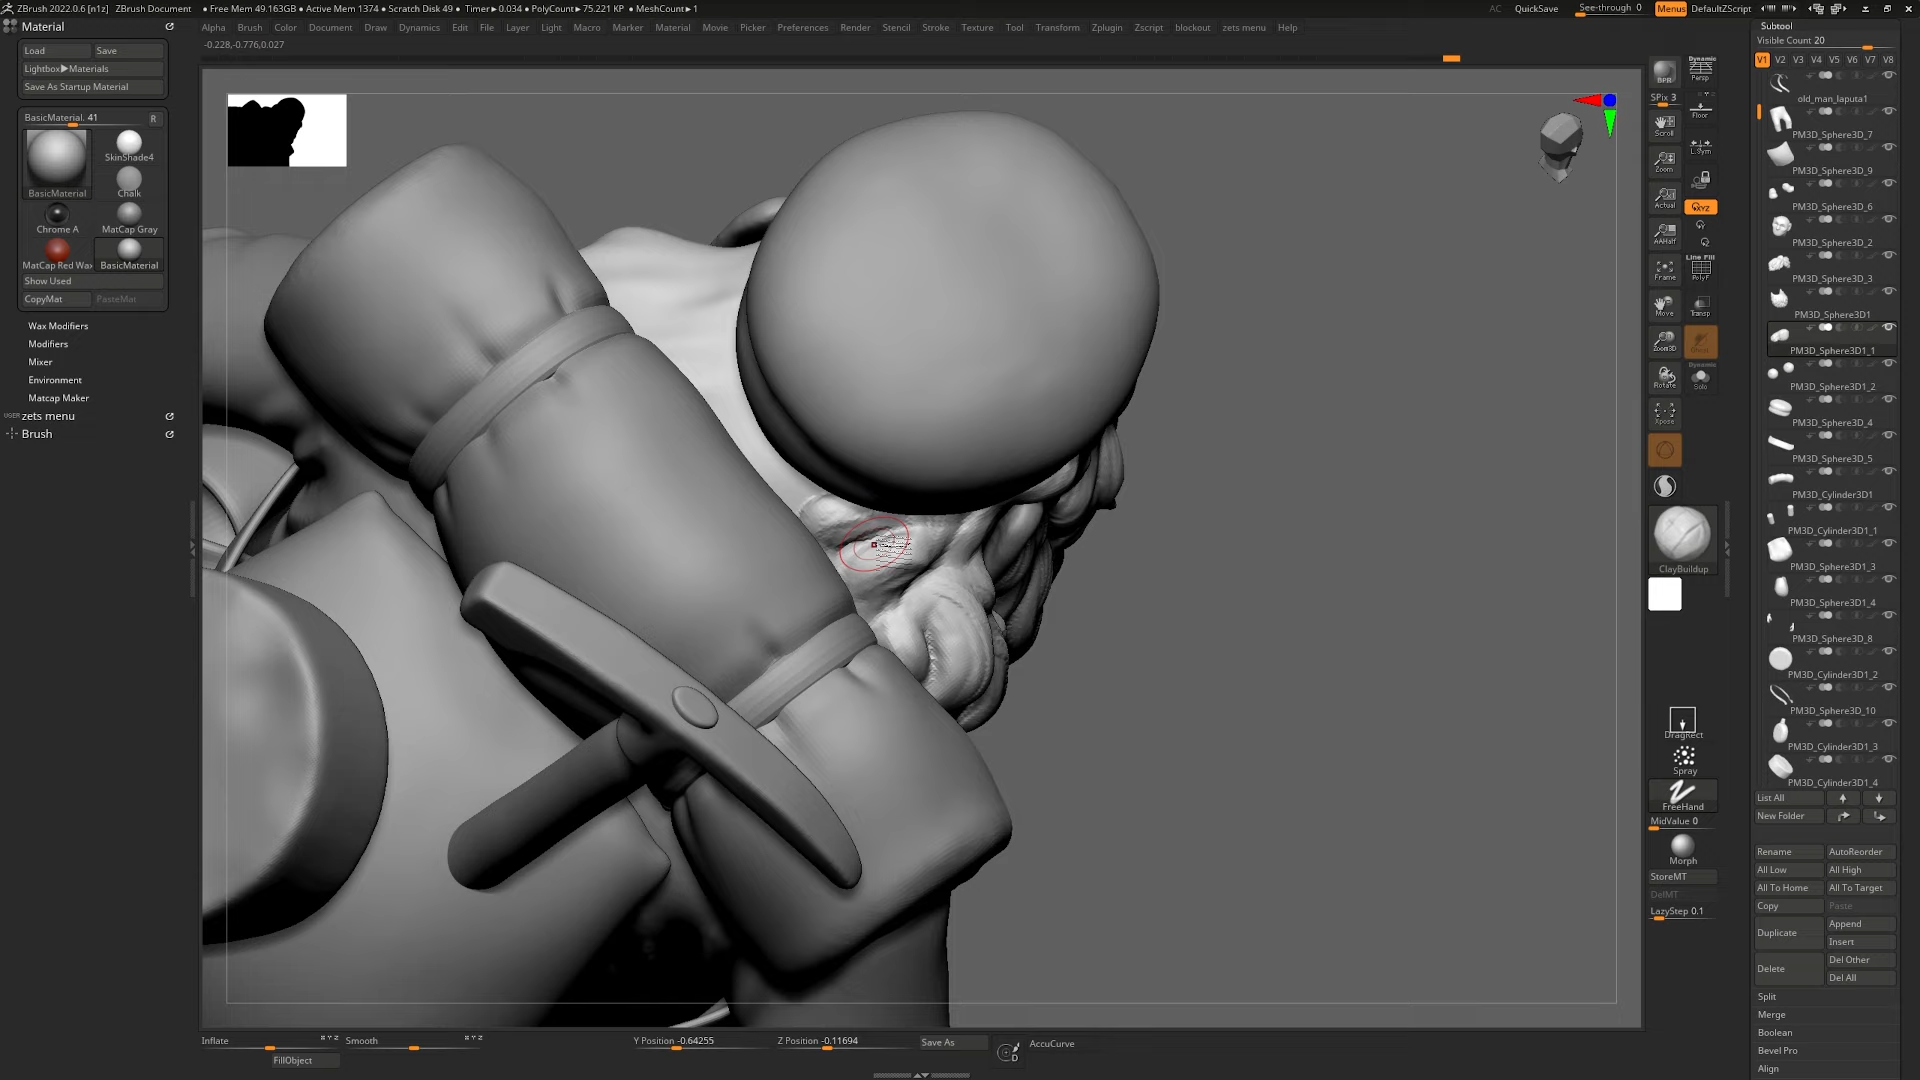 ZBrush 2022.0.6 [n1z] ZBrush Document • Free Mem 49.163GB • Active Mem 1374 • Scratch Disk 49 • Timer▸0.034 • PolyCount▸75.221 KP • MeshCount▸1
AC QuickSave See-through 0 Menus DefaultZScript
Material
Alpha Brush Color Document Draw Dynamics Edit File Layer Light Macro Marker Material Movie Picker Preferences Render Stencil Stroke Texture Tool Transform Zplugin Zscript blockout zets menu Help
-0.228,-0.776,0.027
Load Save
Lightbox▶Materials
Save As Startup Material
BasicMaterial. 41 R
SkinShade4
BasicMaterial Chalk
Chrome A MatCap Gray
MatCap Red Wax BasicMaterial
Show Used
CopyMat PasteMat
Wax Modifiers
Modifiers
Mixer
Environment
Matcap Maker
USER zets menu
Brush
BPR
SPix 3
Scroll
Zoom
Actual
AAHalf
Frame
Move
Zoom3D
Rotate
Xpose
Dynamic
Persp
Floor
L.Sym
XYZ
Line Fill
PolyF
Transp
Ghost
Dynamic
Solo
ClayBuildup
DragRect
Spray
FreeHand
MidValue 0
Morph
StoreMT
DelMT
LazyStep 0.1
Subtool
Visible Count 20
V1 V2 V3 V4 V5 V6 V7 V8
old_man_laputa1
PM3D_Sphere3D_7
PM3D_Sphere3D_9
PM3D_Sphere3D_6
PM3D_Sphere3D_2
PM3D_Sphere3D_3
PM3D_Sphere3D1
PM3D_Sphere3D1_1
PM3D_Sphere3D1_2
PM3D_Sphere3D_4
PM3D_Sphere3D_5
PM3D_Cylinder3D1
PM3D_Cylinder3D1_1
PM3D_Sphere3D1_3
PM3D_Sphere3D1_4
PM3D_Sphere3D_8
PM3D_Cylinder3D1_2
PM3D_Sphere3D_10
PM3D_Cylinder3D1_3
PM3D_Cylinder3D1_4
List All
New Folder
Rename AutoReorder
All Low All High
All To Home All To Target
Copy Paste
Duplicate Append
Insert
Delete Del Other
Del All
Split
Merge
Boolean
Bevel Pro
Align
Inflate X Y Z Smooth X Y Z Y Position -0.64255 Z Position -0.11694 Save As D AccuCurve
FillObject